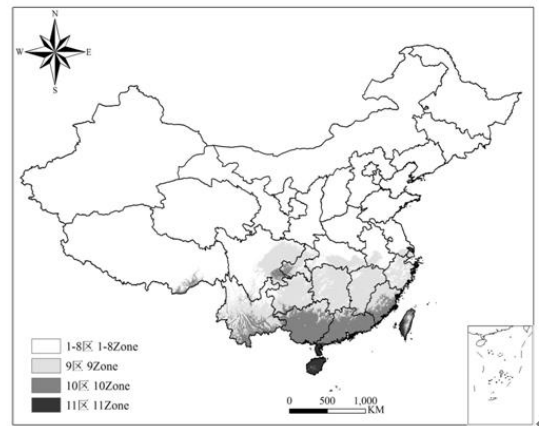 N
W E
S
1-8区 1-8Zone
9区 9Zone
10区 10Zone
11区 11Zone
0 500 1,000
KM